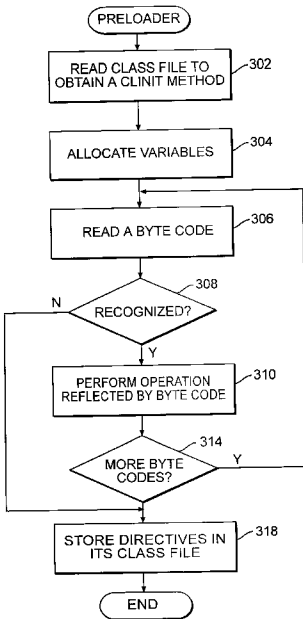 PRELOADER
READ CLASS FILE TO
OBTAIN A CLINIT METHOD
302
ALLOCATE VARIABLES
304
READ A BYTE CODE
306
308
N
RECOGNIZED?
Y
PERFORM OPERATION
REFLECTED BY BYTE CODE
310
314
MORE BYTE
CODES?
Y
STORE DIRECTIVES IN
ITS CLASS FILE
318
END